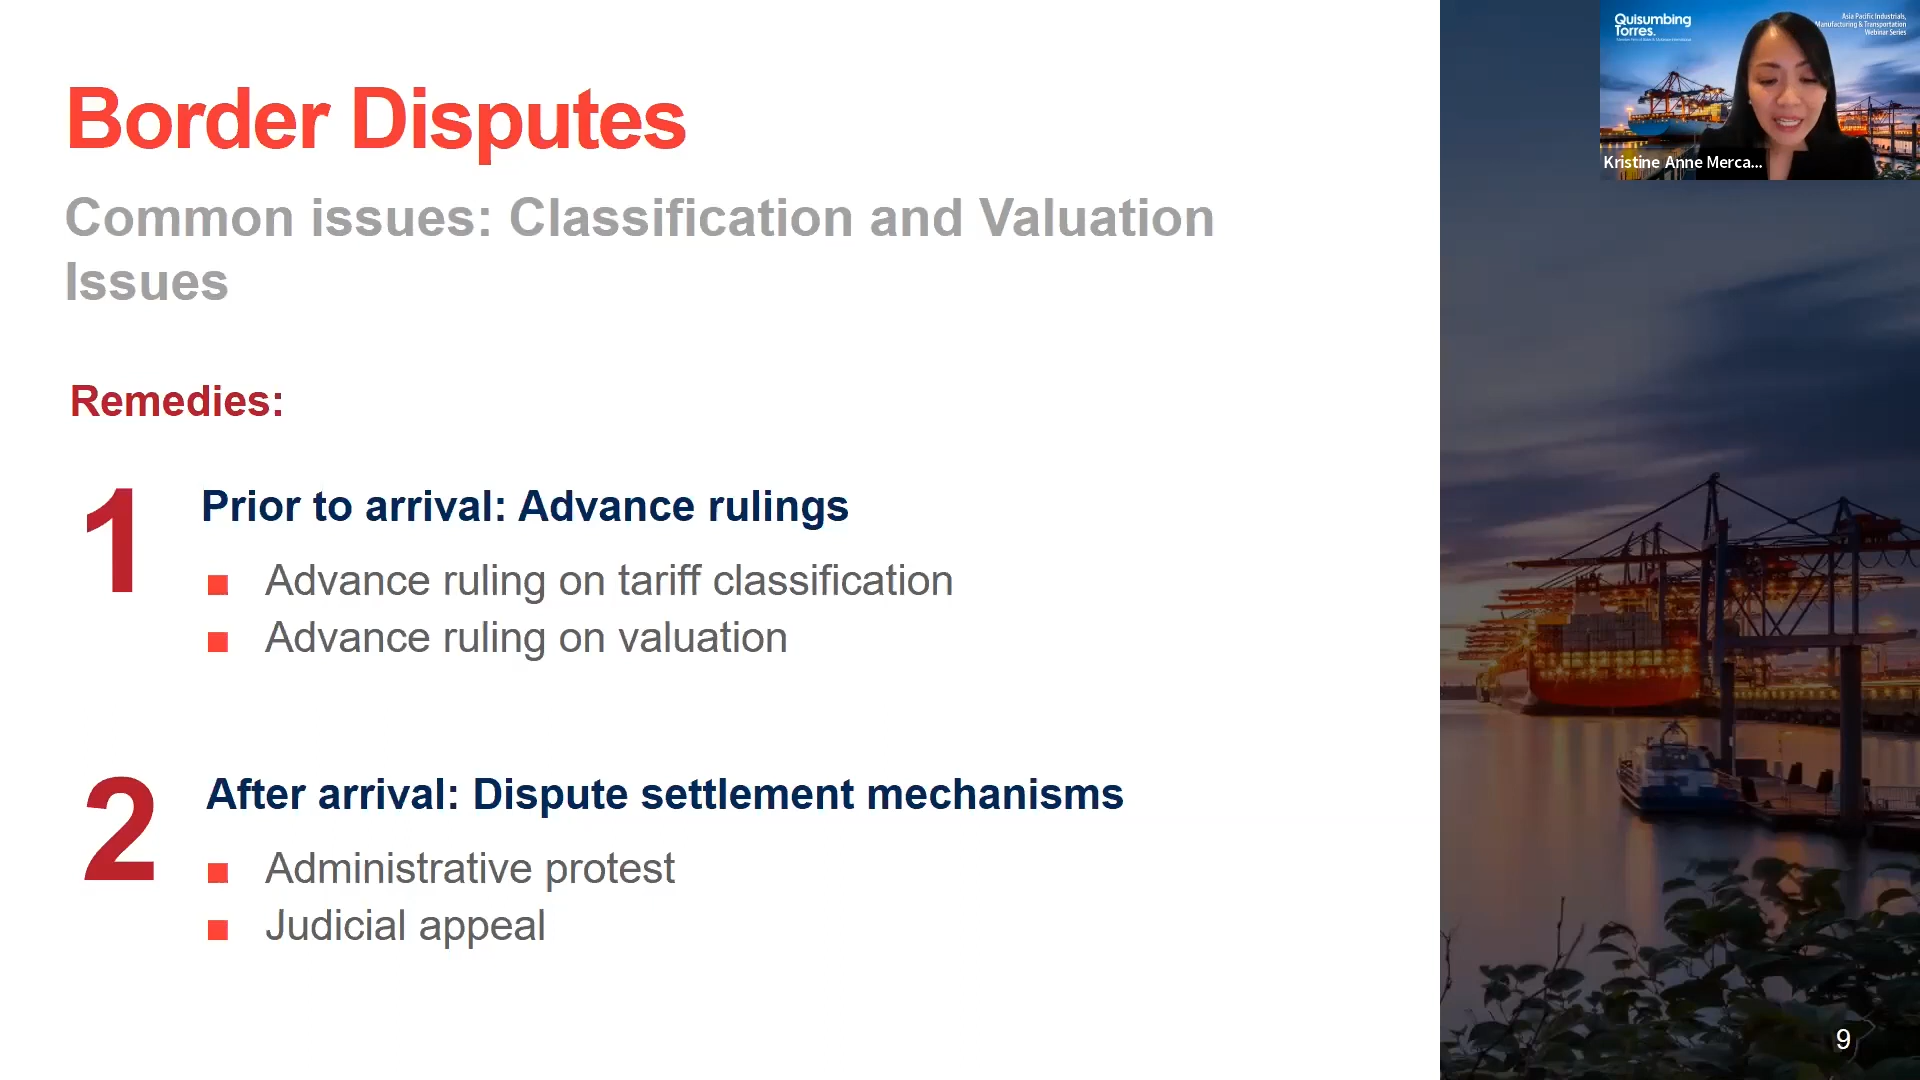 Border Disputes
Common issues: Classification and Valuation
Issues
Remedies:
1
Prior to arrival: Advance rulings
Advance ruling on tariff classification
Advance ruling on valuation
2
After arrival: Dispute settlement mechanisms
Administrative protest
Judicial appeal
Quisumbing
Torres.
Asia Pacific Industrials,
Manufacturing & Transportation
Webinar Series
Kristine Anne Merca...
9